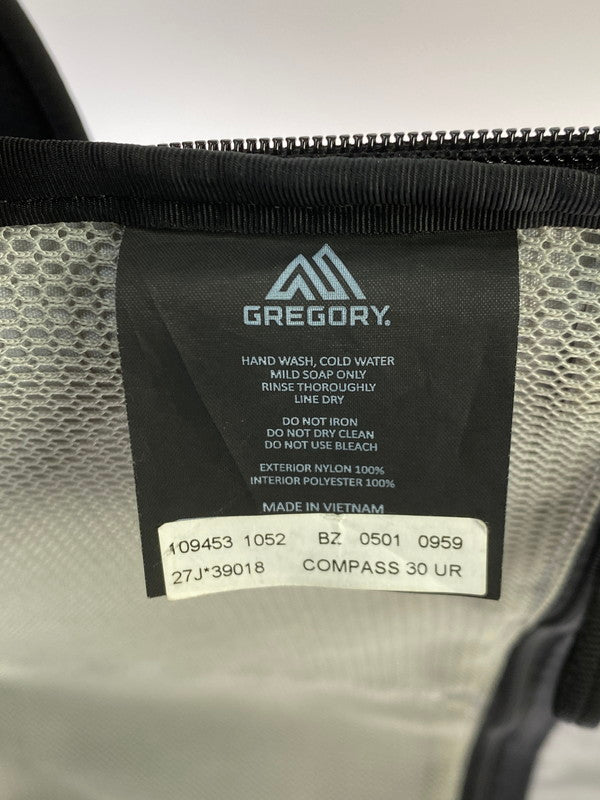 GREGORY.
HAND WASH, COLD WATER
MILD SOAP ONLY
RINSE THOROUGHLY
LINE DRY
DO NOT IRON
DO NOT DRY CLEAN
DO NOT USE BLEACH
EXTERIOR NYLON 100%
INTERIOR POLYESTER 100%
MADE IN VIETNAM
109453 1052 BZ 0501 0959
27J*39018 COMPASS 30 UR